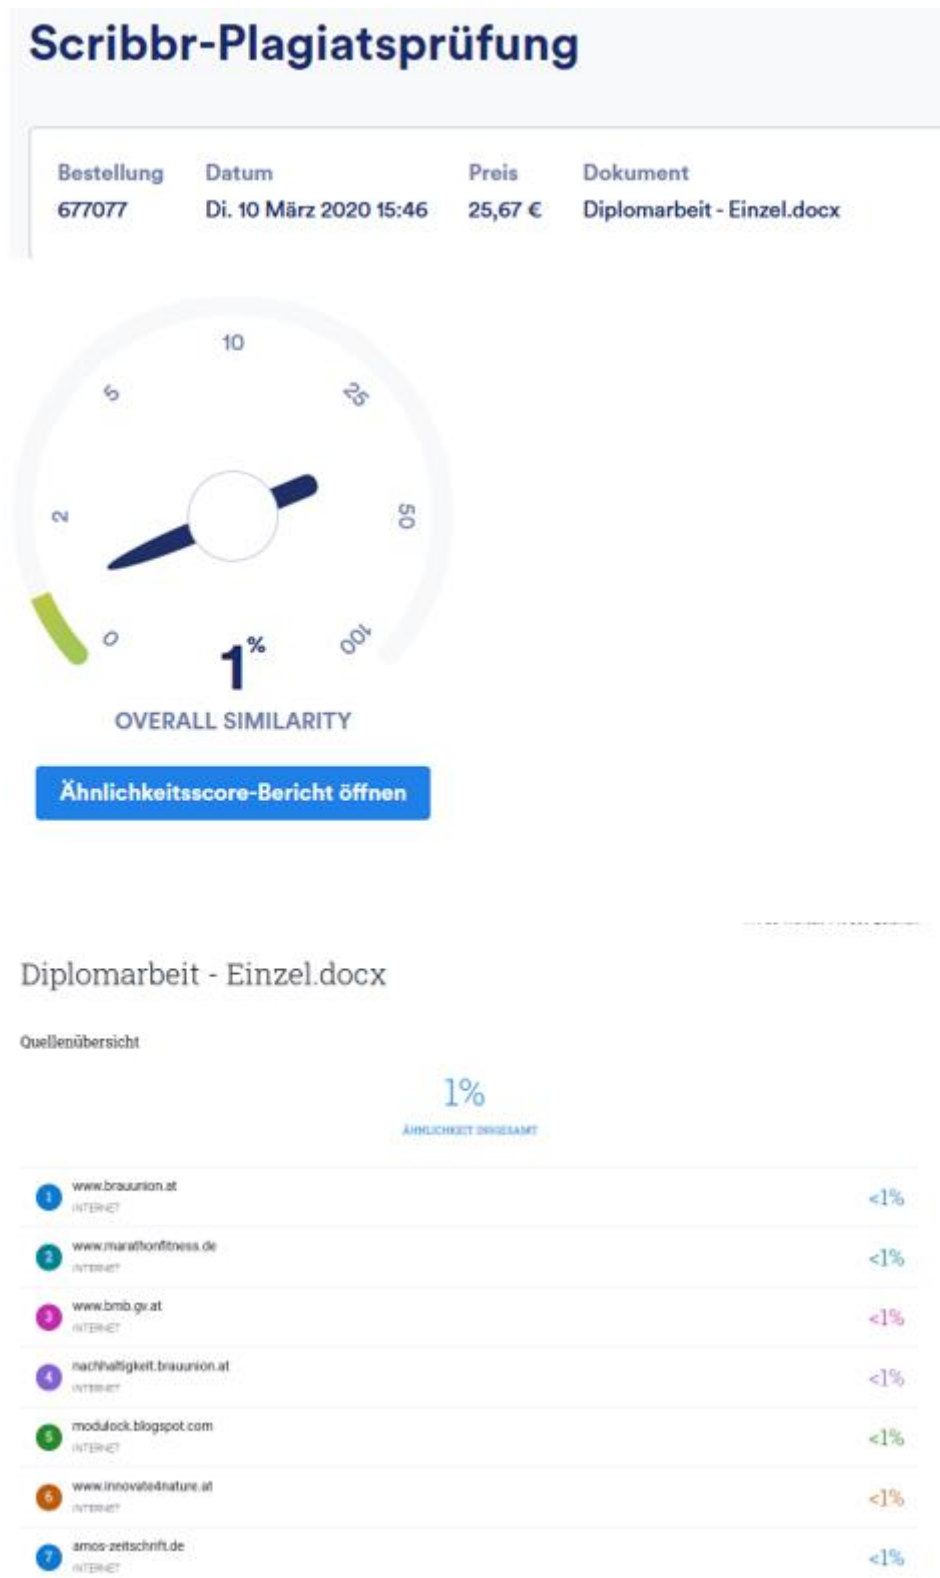 Scribbr-Plagiatsprüfung
Bestellung Datum Preis Dokument
677077 Di. 10 März 2020 15:46 25,67 € Diplomarbeit - Einzel.docx
10
5
25
2
50
0
100
1%
OVERALL SIMILARITY
Ähnlichkeitsscore-Bericht öffnen
Diplomarbeit - Einzel.docx
Quellenübersicht
1%
ÄHNLICHKEIT INSGESAMT
1 www.brauunion.at <1%
INTERNET
2 www.marathonfitness.de <1%
INTERNET
3 www.bmb.gv.at <1%
INTERNET
4 nachhaltigkeit.brauunion.at <1%
INTERNET
5 modulock.blogspot.com <1%
INTERNET
6 www.innovate4nature.at <1%
INTERNET
7 amos-zeitschrift.de <1%
INTERNET